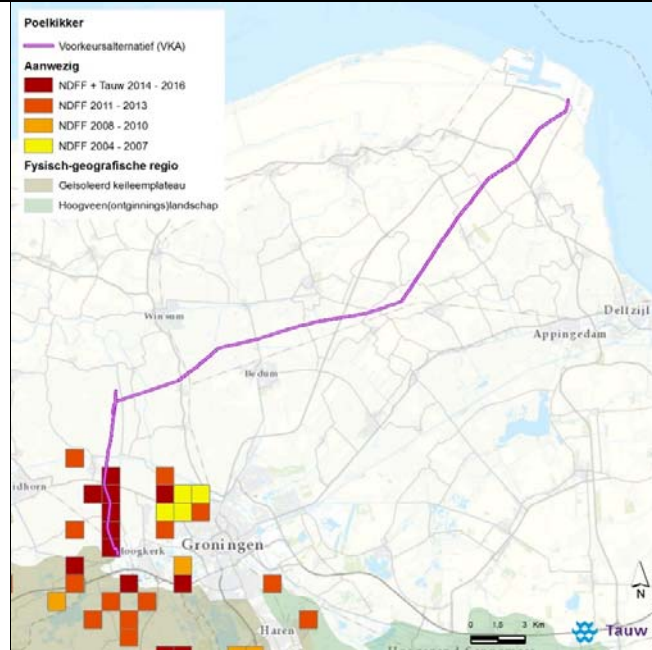 Poelkikker
Voorkeursalternatief (VKA)
Aanwezig
NDFF + Tauw 2014 - 2016
NDFF 2011 - 2013
NDFF 2008 - 2010
NDFF 2004 - 2007
Fysisch-geografische regio
Geïsoleerd keileemplateau
Hoogveen(ontginnings)landschap
Winsum
Bedum
Delfzijl
Appingedam
idhorn
Hoogkerk
Groningen
Haren
N
0 1,5 3 Km
Tauw